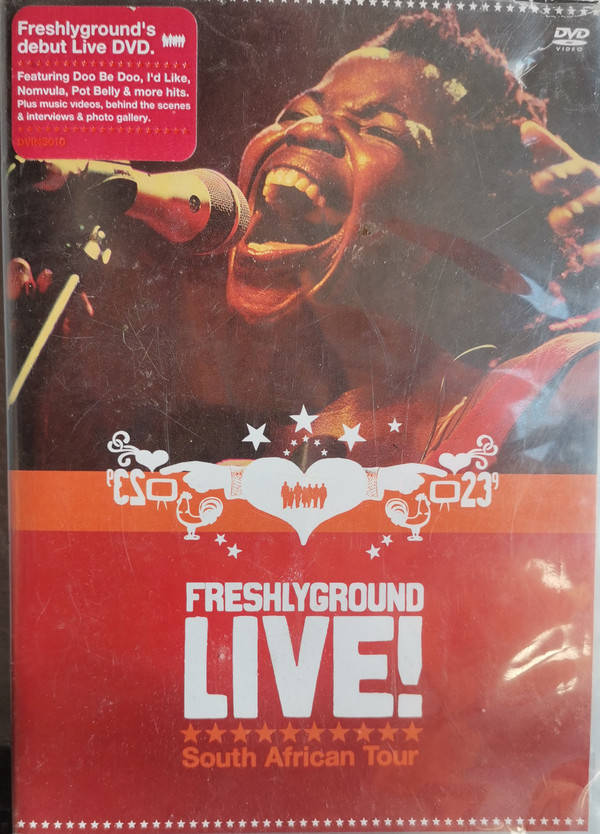 Freshlyground's
debut Live DVD.
Featuring Doo Be Doo, I'd Like,
Nomvula, Pot Belly & more hits.
Plus music videos, behind the scenes
& interviews & photo gallery.
DVD
VIDEO
23
23
FRESHLYGROUND
LIVE!
South African Tour